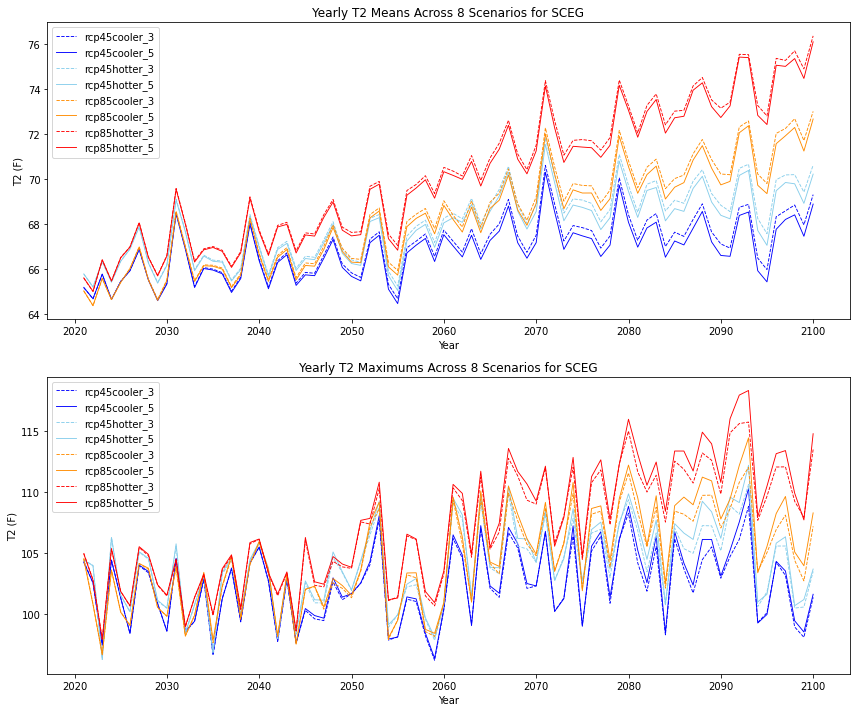 Yearly T2 Means Across 8 Scenarios for SCEG
rcp45cooler_3
rcp45cooler_5
rcp45hotter_3
rcp45hotter_5
rcp85cooler_3
rcp85cooler_5
rcp85hotter_3
rcp85hotter_5
76
74
72
70
68
66
64
T2 (F)
2020 2030 2040 2050 2060 2070 2080 2090 2100
Year
Yearly T2 Maximums Across 8 Scenarios for SCEG
rcp45cooler_3
rcp45cooler_5
rcp45hotter_3
rcp45hotter_5
rcp85cooler_3
rcp85cooler_5
rcp85hotter_3
rcp85hotter_5
115
110
105
100
T2 (F)
2020 2030 2040 2050 2060 2070 2080 2090 2100
Year